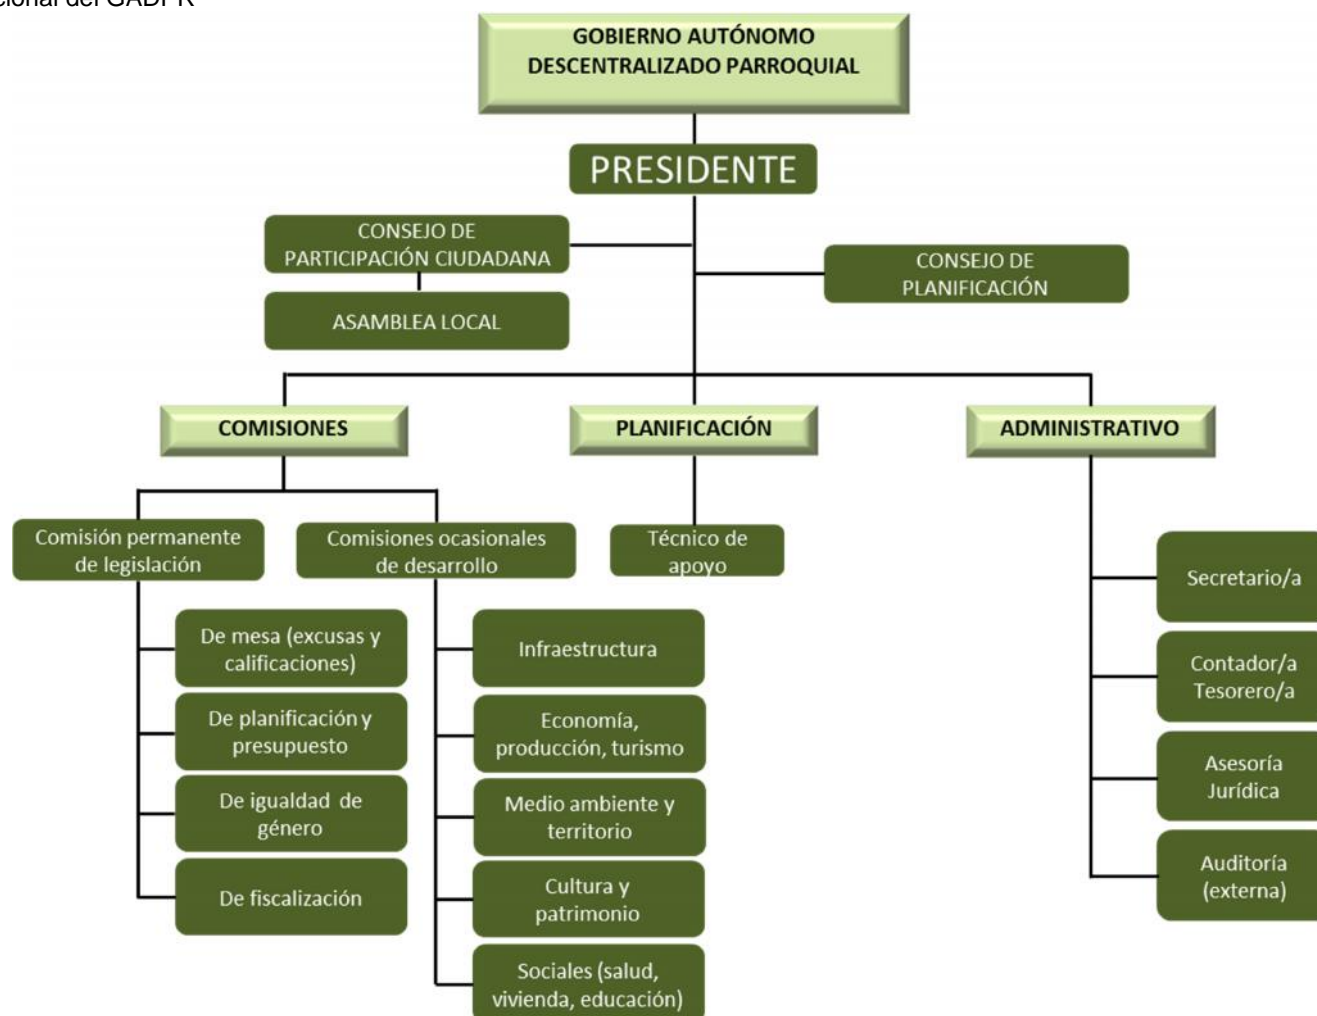 GOBIERNO AUTÓNOMO
DESCENTRALIZADO PARROQUIAL
PRESIDENTE
CONSEJO DE
PARTICIPACIÓN CIUDADANA
CONSEJO DE
PLANIFICACIÓN
ASAMBLEA LOCAL
COMISIONES
PLANIFICACIÓN
ADMINISTRATIVO
Comisión permanente
de legislación
Comisiones ocasionales
de desarrollo
Técnico de
apoyo
De mesa (excusas y
calificaciones)
De planificación y
presupuesto
De igualdad de
género
De fiscalización
Infraestructura
Economía,
producción, turismo
Medio ambiente y
territorio
Cultura y
patrimonio
Sociales (salud,
vivienda, educación)
Secretario/a
Contador/a
Tesorero/a
Asesoría
Jurídica
Auditoría
(externa)